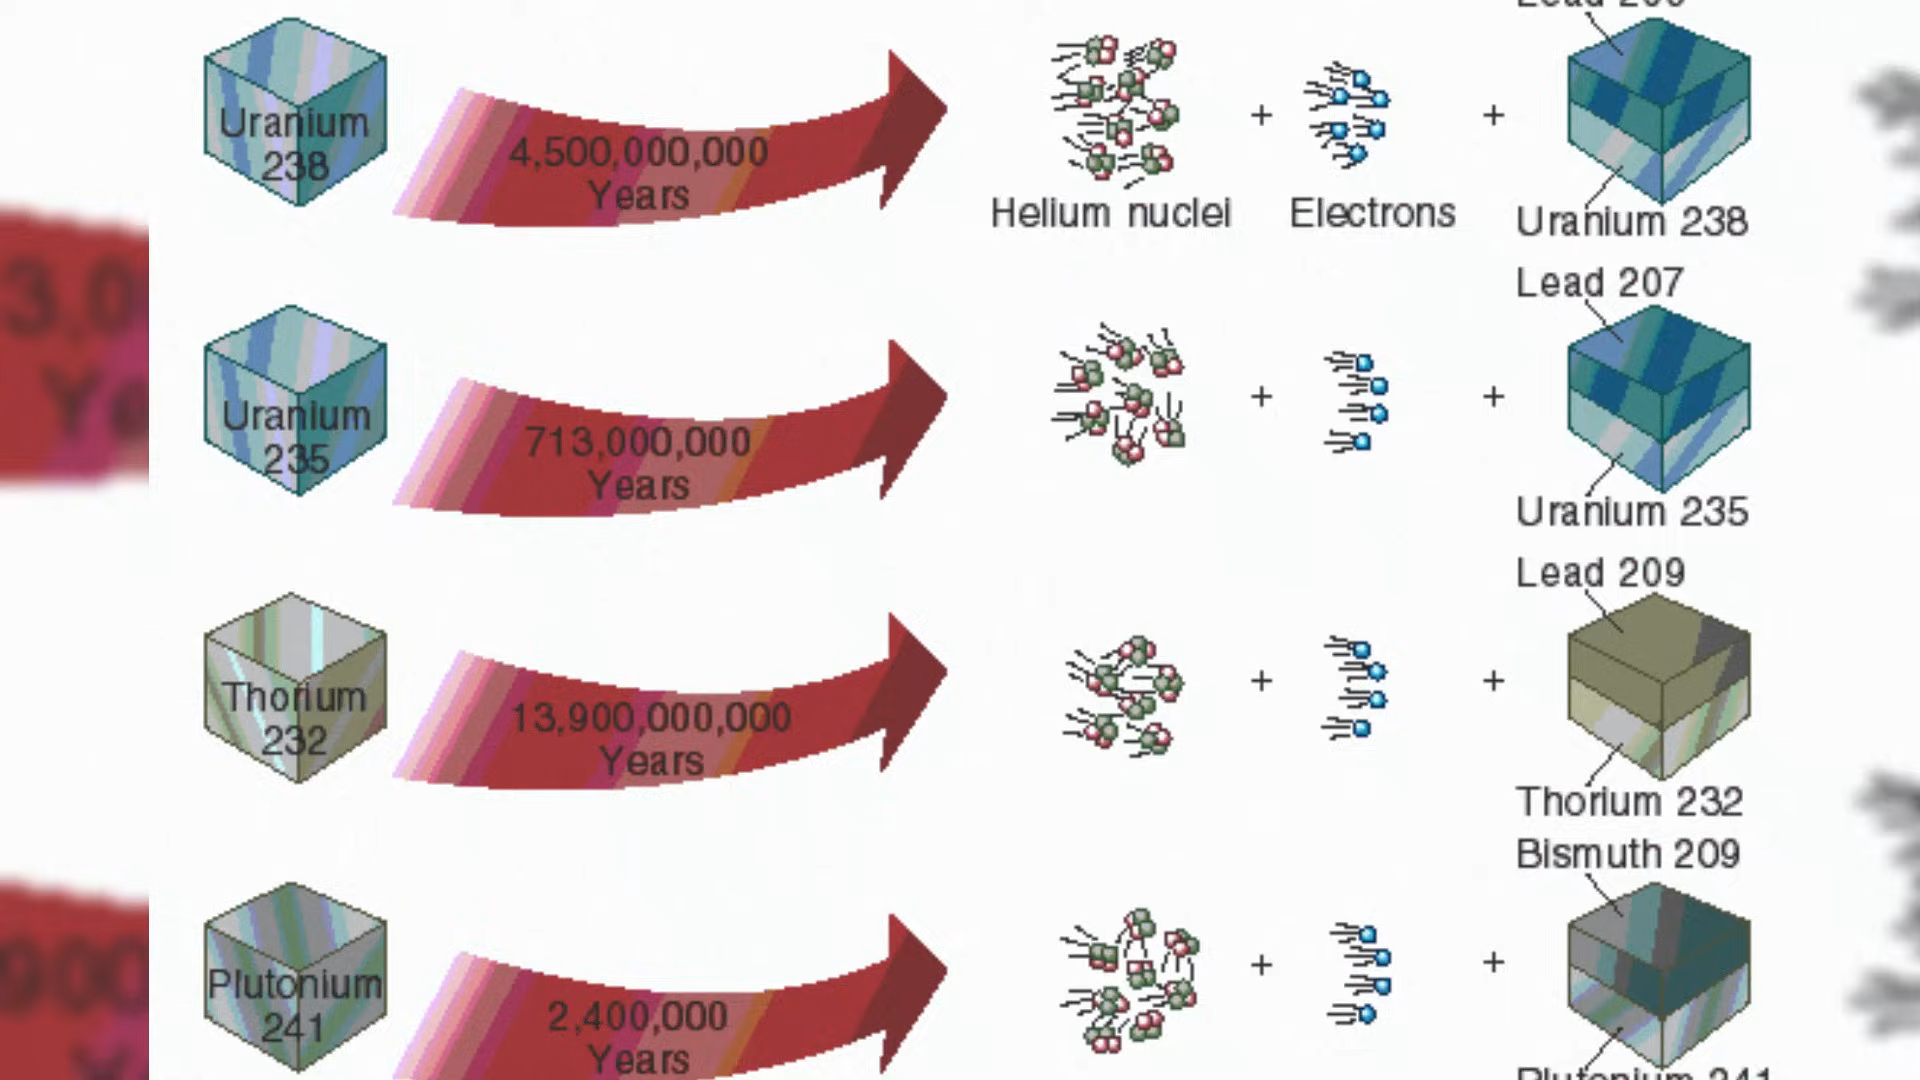 Uranium
238
4,500,000,000
Years
Helium nuclei
+
Electrons
+
Uranium 238
Uranium
235
713,000,000
Years
+
+
Lead 207
Uranium 235
Thorium
232
13,900,000,000
Years
+
+
Lead 209
Thorium 232
Plutonium
241
2,400,000
Years
+
+
Bismuth 209
Plutonium 241